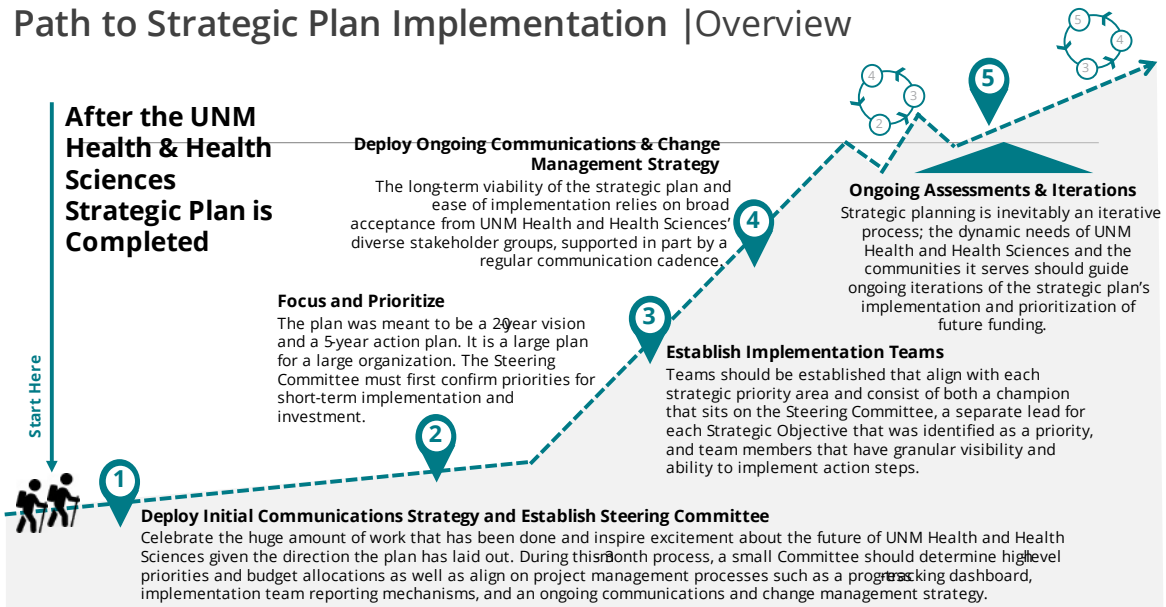 Path to Strategic Plan Implementation |Overview
After the UNM
Health & Health
Sciences
Strategic Plan is
Completed
Start Here
1
Deploy Initial Communications Strategy and Establish Steering Committee
Celebrate the huge amount of work that has been done and inspire excitement about the future of UNM Health and Health
Sciences given the direction the plan has laid out. During this 3-month process, a small Committee should determine high-level
priorities and budget allocations as well as align on project management processes such as a progress-tracking dashboard,
implementation team reporting mechanisms, and an ongoing communications and change management strategy.
2
Focus and Prioritize
The plan was meant to be a 20-year vision
and a 5-year action plan. It is a large plan
for a large organization. The Steering
Committee must first confirm priorities for
short-term implementation and
investment.
3
Establish Implementation Teams
Teams should be established that align with each
strategic priority area and consist of both a champion
that sits on the Steering Committee, a separate lead for
each Strategic Objective that was identified as a priority,
and team members that have granular visibility and
ability to implement action steps.
4
Deploy Ongoing Communications & Change
Management Strategy
The long-term viability of the strategic plan and
ease of implementation relies on broad
acceptance from UNM Health and Health Sciences'
diverse stakeholder groups, supported in part by a
regular communication cadence.
4
3
2
5
Ongoing Assessments & Iterations
Strategic planning is inevitably an iterative
process; the dynamic needs of UNM
Health and Health Sciences and the
communities it serves should guide
ongoing iterations of the strategic plan's
implementation and prioritization of
future funding.
5
4
3